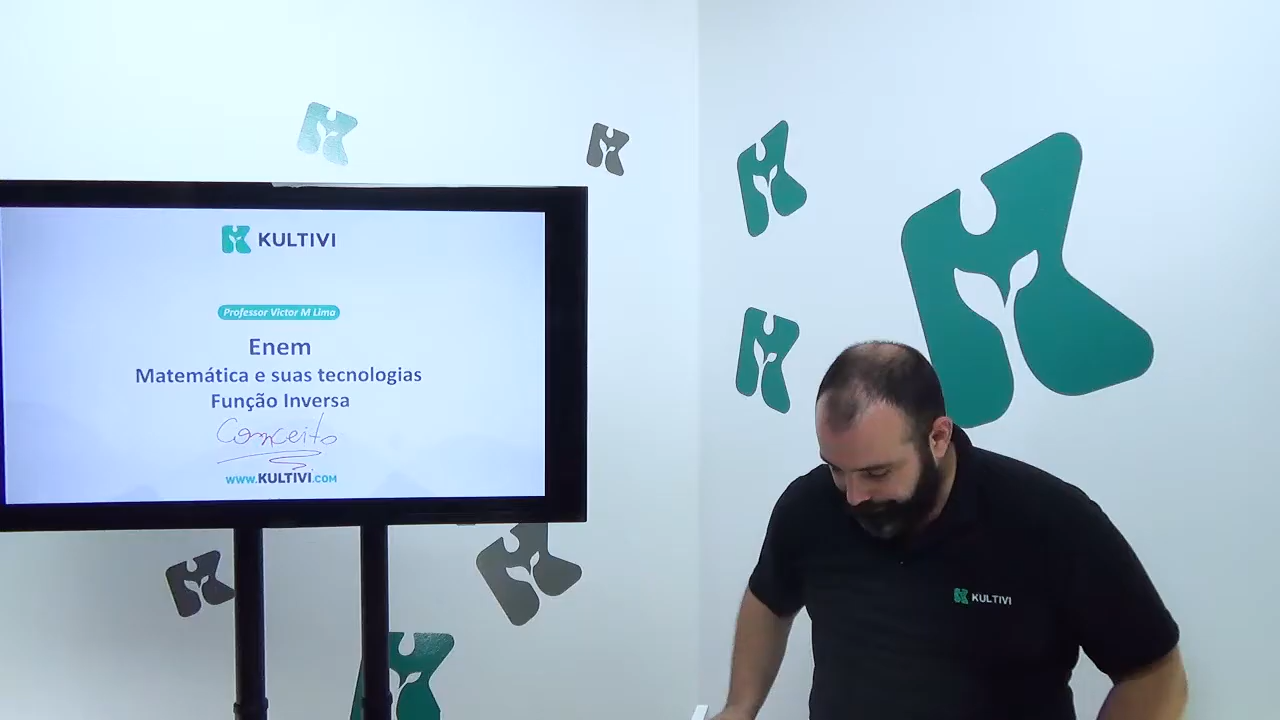 KULTIVI
Professor Victor M Lima
Enem
Matemática e suas tecnologias
Função Inversa
Conceito
www.KULTIVI.COM
KULTIVI